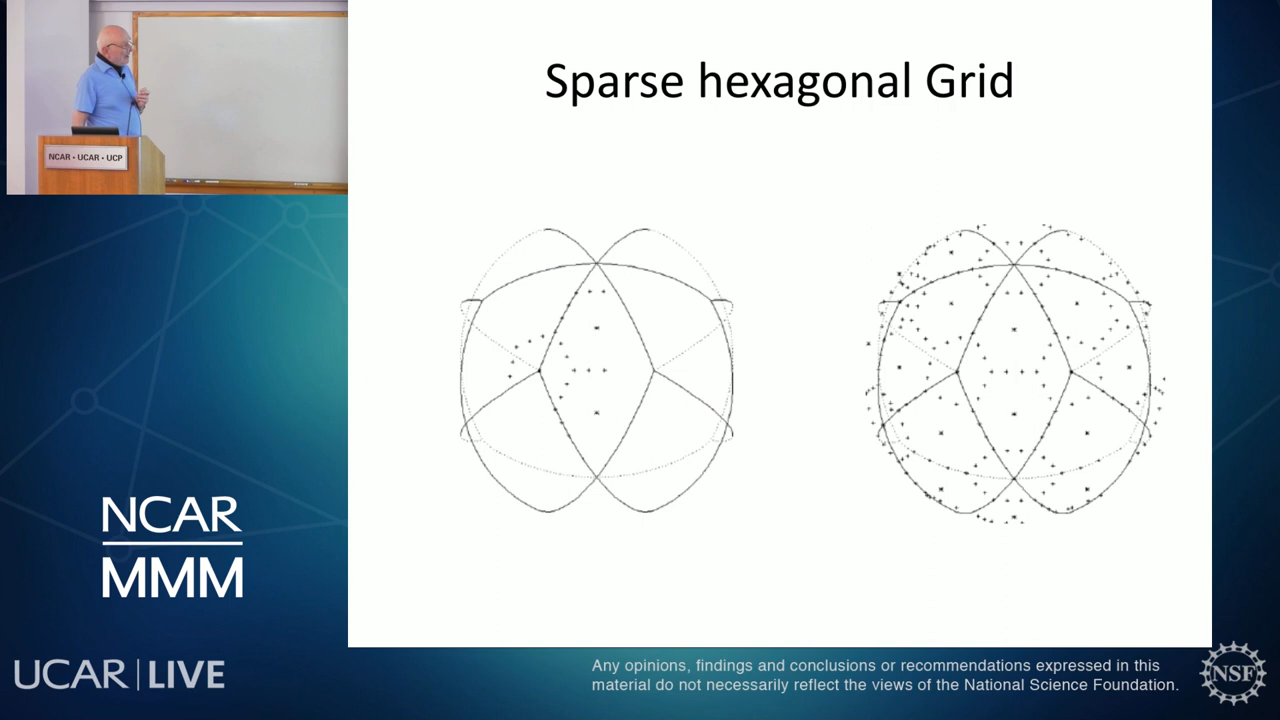 Sparse hexagonal Grid
NCAR • UCAR • UCP
NCAR
MMM
UCAR | LIVE
Any opinions, findings and conclusions or recommendations expressed in this
material do not necessarily reflect the views of the National Science Foundation.
NSF